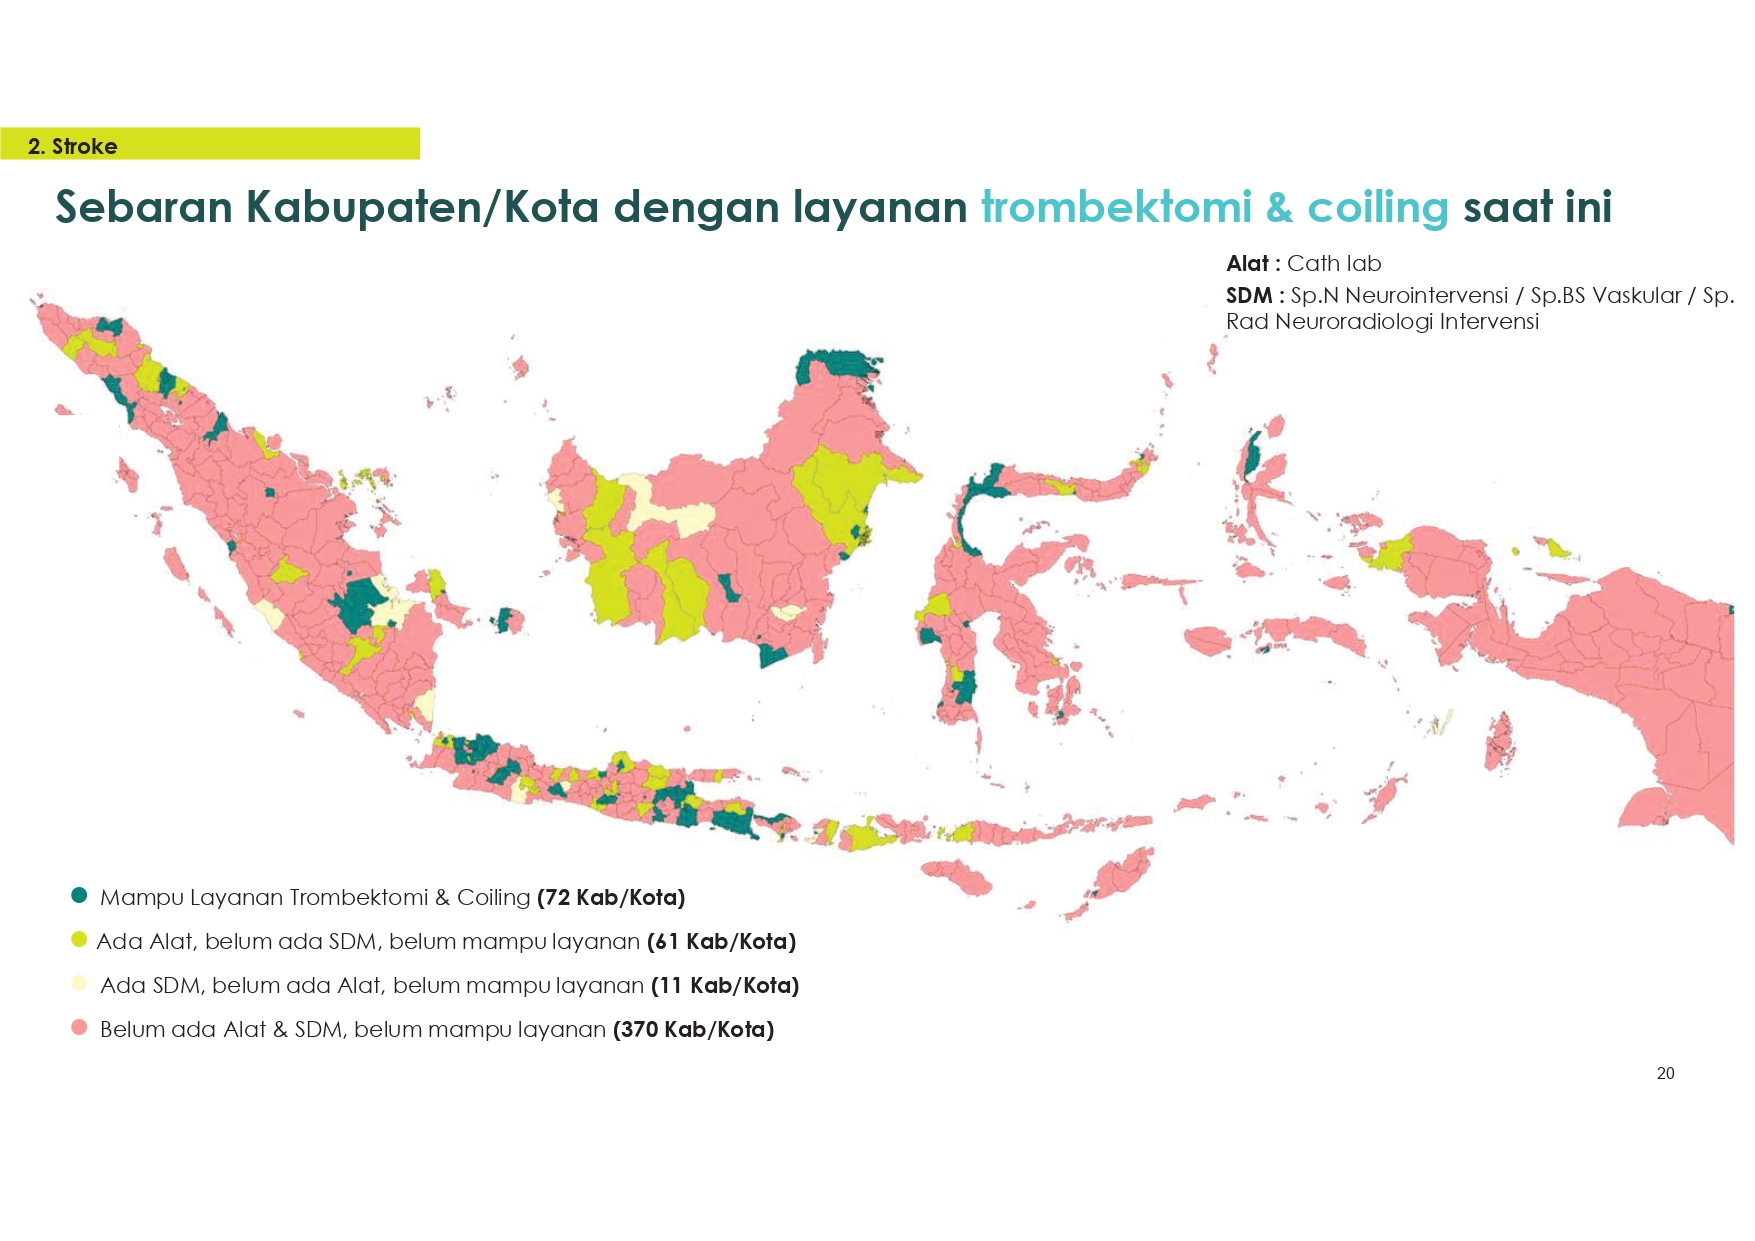 2. Stroke
Sebaran Kabupaten/Kota dengan layanan trombektomi & coiling saat ini
Alat : Cath lab
SDM : Sp.N Neurointervensi / Sp.BS Vaskular / Sp.
Rad Neuroradiologi Intervensi
Mampu Layanan Trombektomi & Coiling (72 Kab/Kota)
Ada Alat, belum ada SDM, belum mampu layanan (61 Kab/Kota)
Ada SDM, belum ada Alat, belum mampu layanan (11 Kab/Kota)
Belum ada Alat & SDM, belum mampu layanan (370 Kab/Kota)
20